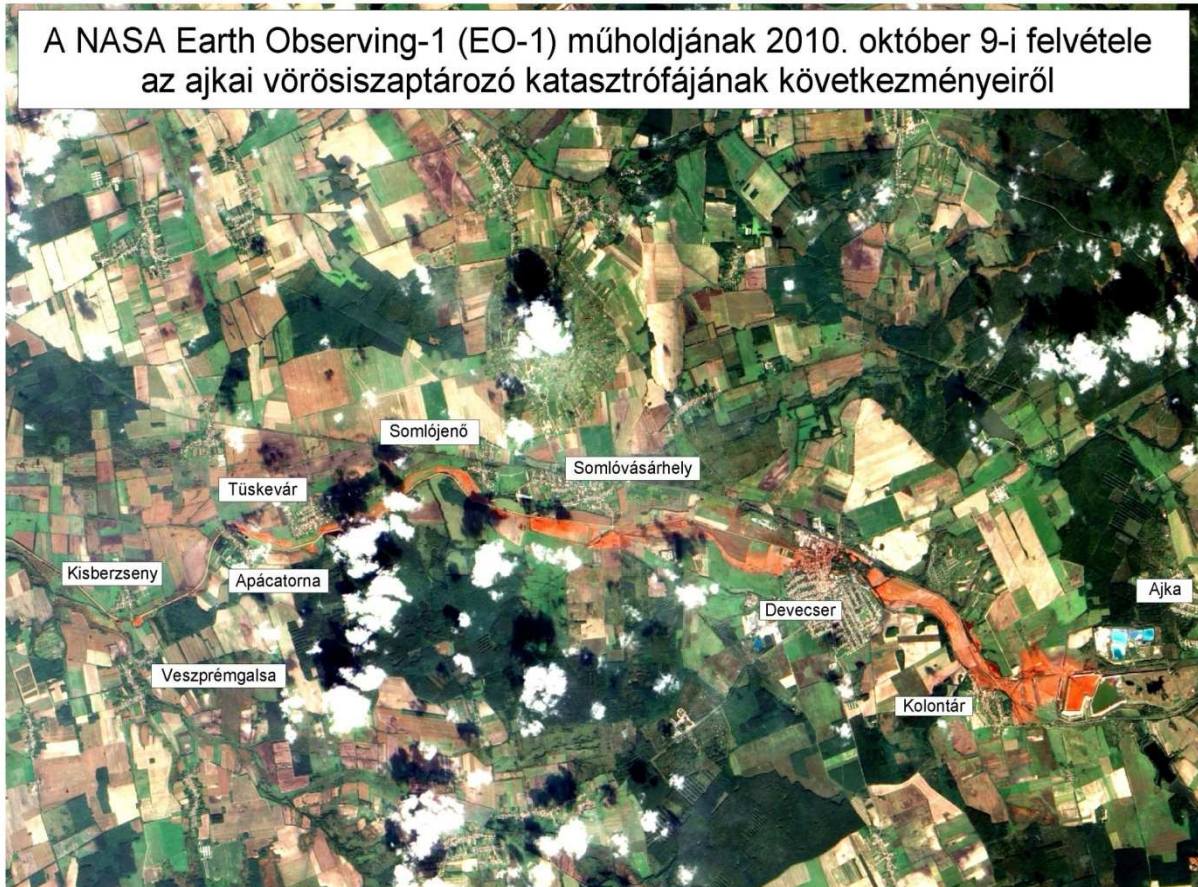 A NASA Earth Observing-1 (EO-1) műholdjának 2010. október 9-i felvétele
az ajkai vörösiszaptározó katasztrófájának következményeiről
Somlójenő
Somlóvásárhely
Tüskevár
Kisberzseny
Apácatorna
Ajka
Devecser
Veszprémgalsa
Kolontár